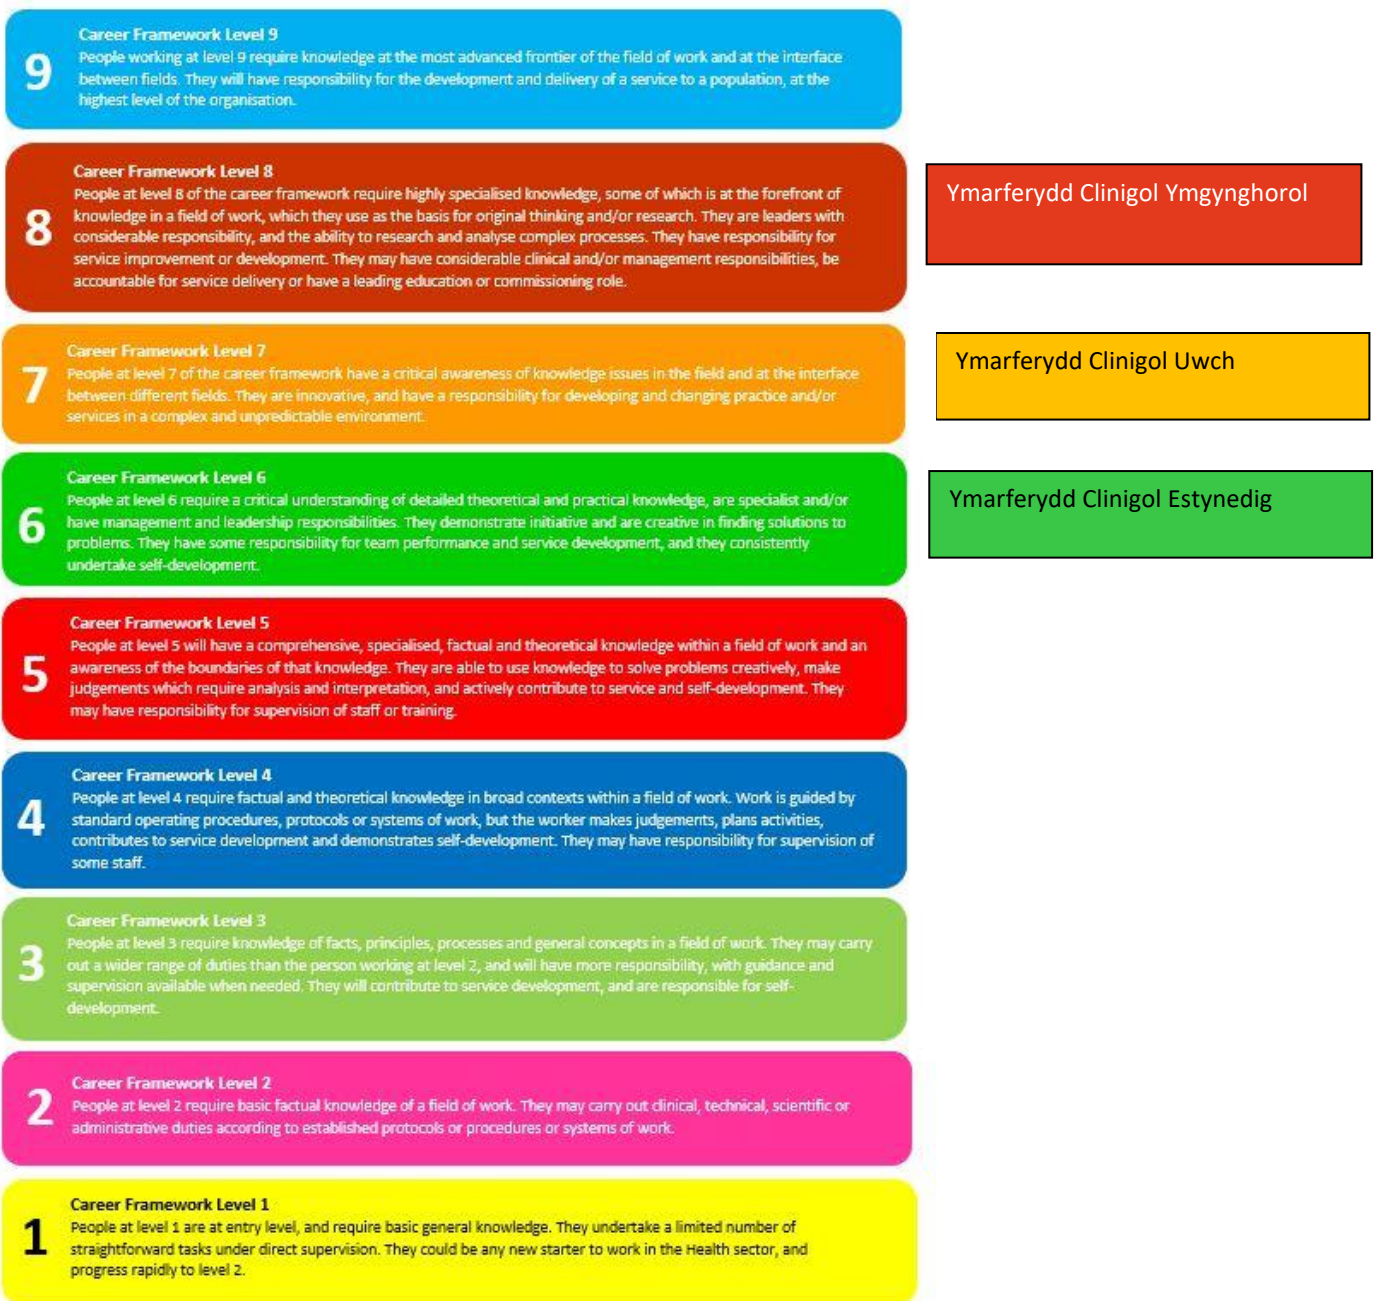 Career Framework Level 9
9
People working at level 9 require knowledge at the most advanced frontier of the field of work and at the interface
between fields. They will have responsibility for the development and delivery of a service to a population, at the
highest level of the organisation.
Career Framework Level 8
8
People at level 8 of the career framework require highly specialised knowledge, some of which is at the forefront of
knowledge in a field of work, which they use as the basis for original thinking and/or research. They are leaders with
considerable responsibility, and the ability to research and analyse complex processes. They have responsibility for
service improvement or development. They may have considerable clinical and/or management responsibilities, be
accountable for service delivery or have a leading education or commissioning role.
Ymarferydd Clinigol Ymgynghorol
Career Framework Level 7
7
People at level 7 of the career framework have a critical awareness of knowledge issues in the field and at the interface
between different fields. They are innovative, and have a responsibility for developing and changing practice and/or
services in a complex and unpredictable environment.
Ymarferydd Clinigol Uwch
Career Framework Level 6
6
People at level 6 require a critical understanding of detailed theoretical and practical knowledge, are specialist and/or
have management and leadership responsibilities. They demonstrate initiative and are creative in finding solutions to
problems. They have some responsibility for team performance and service development, and they consistently
undertake self-development.
Ymarferydd Clinigol Estynedig
Career Framework Level 5
5
People at level 5 will have a comprehensive, specialised, factual and theoretical knowledge within a field of work and an
awareness of the boundaries of that knowledge. They are able to use knowledge to solve problems creatively, make
judgements which require analysis and interpretation, and actively contribute to service and self-development. They
may have responsibility for supervision of staff or training.
Career Framework Level 4
4
People at level 4 require factual and theoretical knowledge in broad contexts within a field of work. Work is guided by
standard operating procedures, protocols or systems of work, but the worker makes judgements, plans activities,
contributes to service development and demonstrates self-development. They may have responsibility for supervision of
some staff.
Career Framework Level 3
3
People at level 3 require knowledge of facts, principles, processes and general concepts in a field of work. They may carry
out a wider range of duties than the person working at level 2, and will have more responsibility, with guidance and
supervision available when needed. They will contribute to service development, and are responsible for self-
development.
Career Framework Level 2
2
People at level 2 require basic factual knowledge of a field of work. They may carry out clinical, technical, scientific or
administrative duties according to established protocols or procedures or systems of work.
Career Framework Level 1
1
People at level 1 are at entry level, and require basic general knowledge. They undertake a limited number of
straightforward tasks under direct supervision. They could be any new starter to work in the Health sector, and
progress rapidly to level 2.